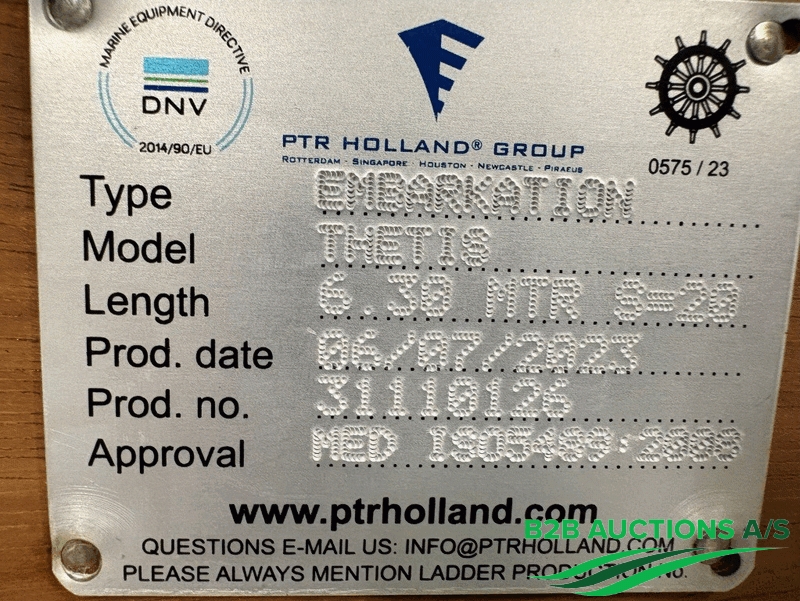 MARINE EQUIPMENT DIRECTIVE
DNV
2014/90/EU
PTR HOLLAND® GROUP
ROTTERDAM · SINGAPORE · HOUSTON · NEWCASTLE · PIRAEUS
0575 / 23
Type EMBARKATION
Model THETIS
Length 6.30 MTR S=20
Prod. date 06/07/2023
Prod. no. 31110126
Approval MED ISO5489:2008
www.ptrholland.com
B2B AUCTIONS A/S
QUESTIONS E-MAIL US: INFO@PTRHOLLAND.COM
PLEASE ALWAYS MENTION LADDER PRODUCTION No.